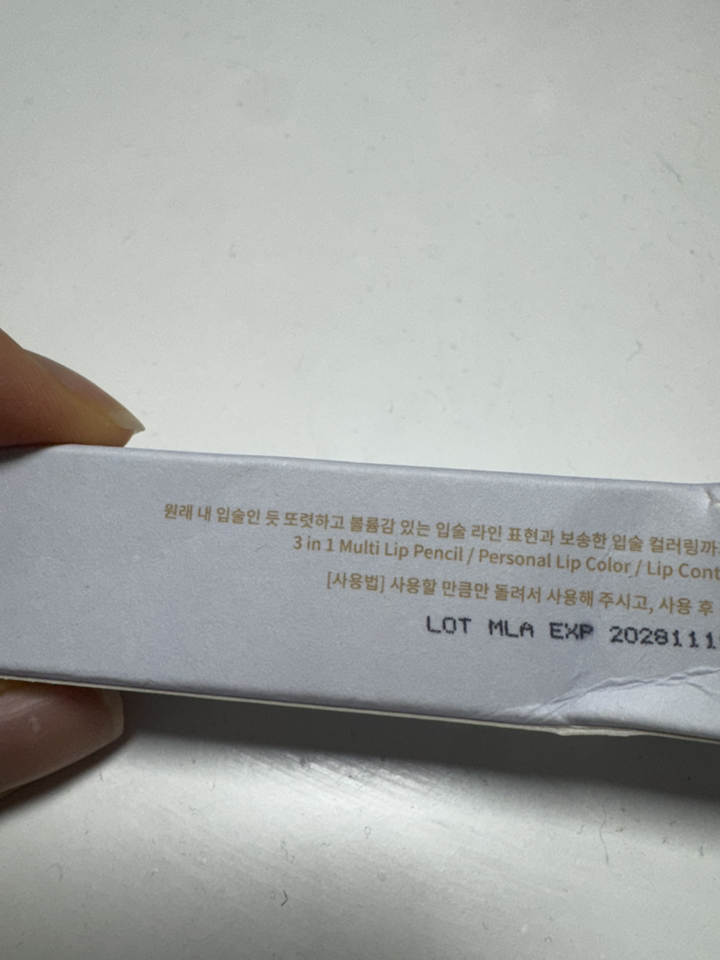 원래 내 입술인 듯 또렷하고 볼륨감 있는 입술 라인 표현과 보송한 입술 컬러링까
3 in 1 Multi Lip Pencil / Personal Lip Color / Lip Cont
[사용법] 사용할 만큼만 돌려서 사용해 주시고, 사용 후
LOT MLA EXP 2028111